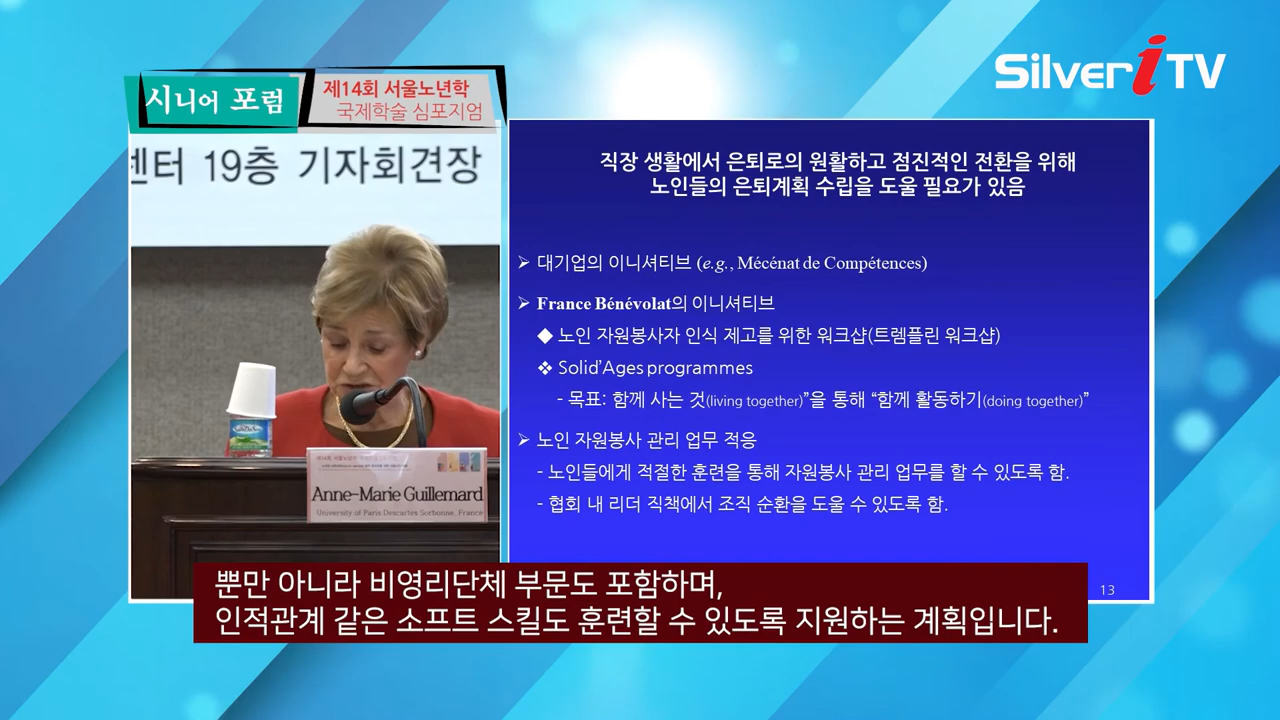 Silver i TV
시니어 포럼
제14회 서울노년학
국제학술 심포지엄
센터 19층 기자회견장
직장 생활에서 은퇴로의 원활하고 점진적인 전환을 위해
노인들의 은퇴계획 수립을 도울 필요가 있음
➢ 대기업의 이니셔티브 (e.g., Mécénat de Compétences)
➢ France Bénévolat의 이니셔티브
◆ 노인 자원봉사자 인식 제고를 위한 워크샵(트렘플린 워크샵)
❖ Solid’Ages programmes
- 목표: 함께 사는 것(living together)”을 통해 “함께 활동하기(doing together)”
➢ 노인 자원봉사 관리 업무 적응
- 노인들에게 적절한 훈련을 통해 자원봉사 관리 업무를 할 수 있도록 함.
- 협회 내 리더 직책에서 조직 순환을 도울 수 있도록 함.
13
제14회 서울노년학
Anne-Marie Guillemard
University of Paris Descartes Sorbonne, France
뿐만 아니라 비영리단체 부문도 포함하며,
인적관계 같은 소프트 스킬도 훈련할 수 있도록 지원하는 계획입니다.